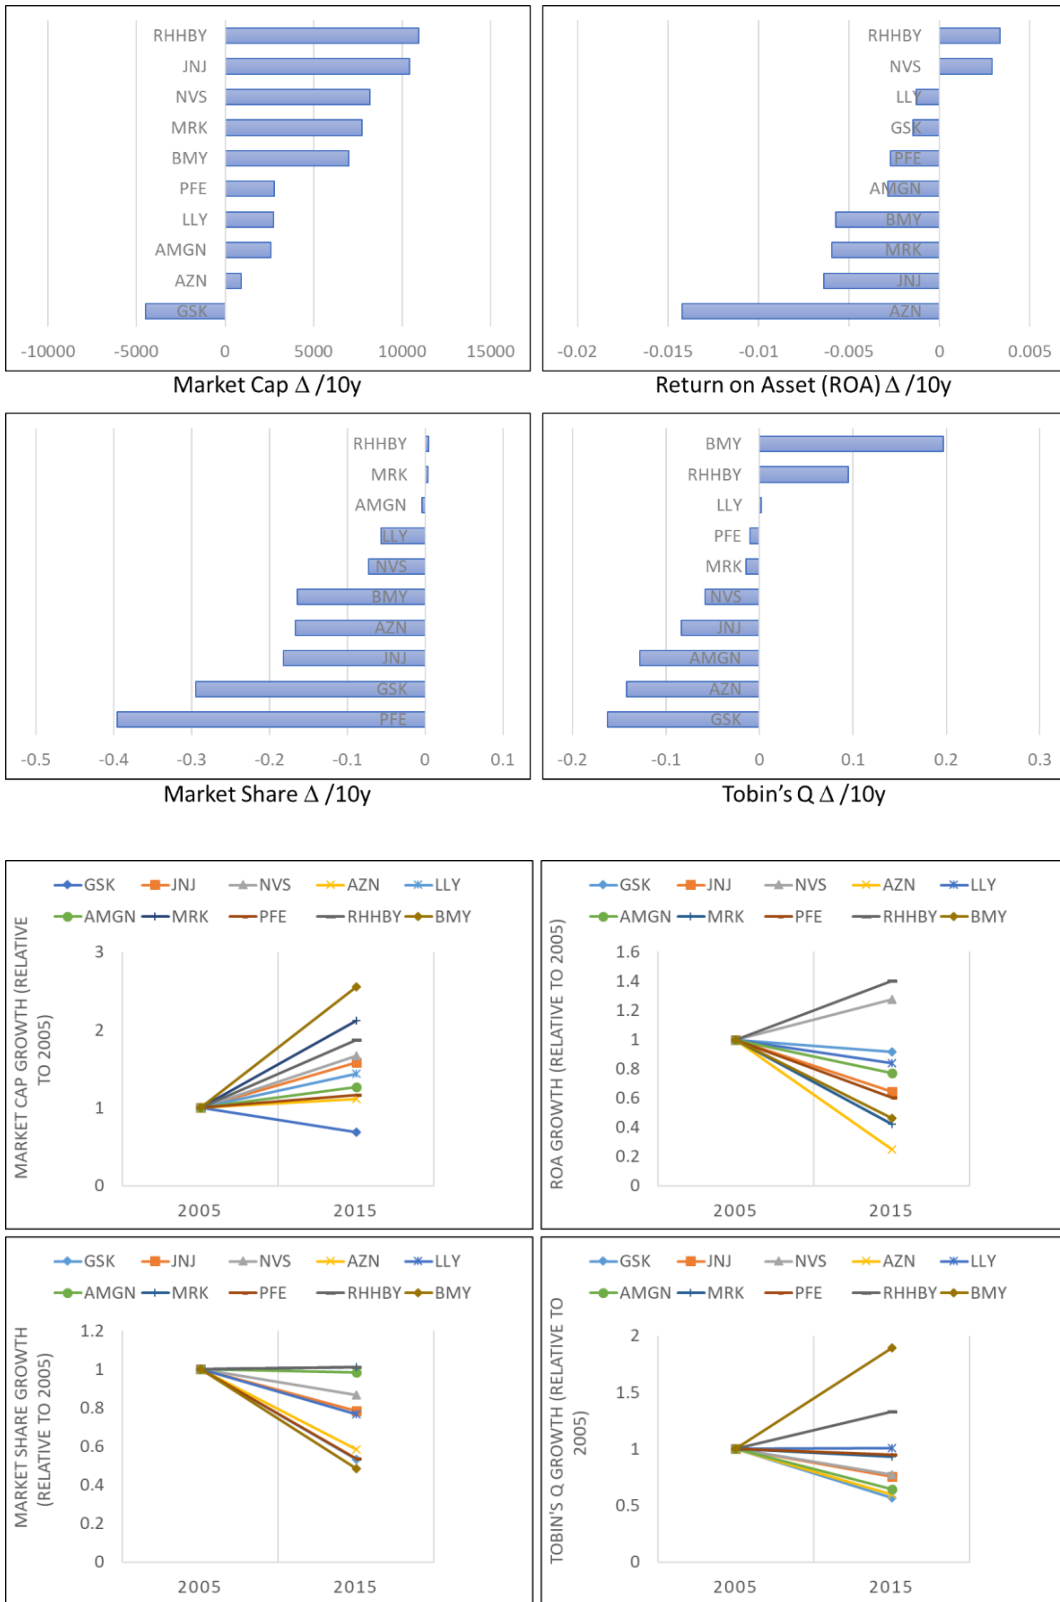 RHHBY
JNJ
NVS
MRK
BMY
PFE
LLY
AMGN
AZN
GSK
-10000 -5000 0 5000 10000 15000
Market Cap Δ /10y
RHHBY
NVS
LLY
GSK
PFE
AMGN
BMY
MRK
JNJ
AZN
-0.02 -0.015 -0.01 -0.005 0 0.005
Return on Asset (ROA) Δ /10y
RHHBY
MRK
AMGN
LLY
NVS
BMY
AZN
JNJ
GSK
PFE
-0.5 -0.4 -0.3 -0.2 -0.1 0 0.1
Market Share Δ /10y
BMY
RHHBY
LLY
PFE
MRK
NVS
JNJ
AMGN
AZN
GSK
-0.2 -0.1 0 0.1 0.2 0.3
Tobin's Q Δ /10y
GSK JNJ NVS AZN LLY
AMGN MRK PFE RHHBY BMY
MARKET CAP GROWTH (RELATIVE
TO 2005)
3
2
1
0
2005 2015
GSK JNJ NVS AZN LLY
AMGN MRK PFE RHHBY BMY
ROA GROWTH (RELATIVE TO 2005)
1.6
1.4
1.2
1
0.8
0.6
0.4
0.2
0
2005 2015
GSK JNJ NVS AZN LLY
AMGN MRK PFE RHHBY BMY
MARKET SHARE GROWTH
(RELATIVE TO 2005)
1.2
1
0.8
0.6
0.4
0.2
0
2005 2015
GSK JNJ NVS AZN LLY
AMGN MRK PFE RHHBY BMY
TOBIN'S Q GROWTH (RELATIVE TO
2005)
2
1.5
1
0.5
0
2005 2015